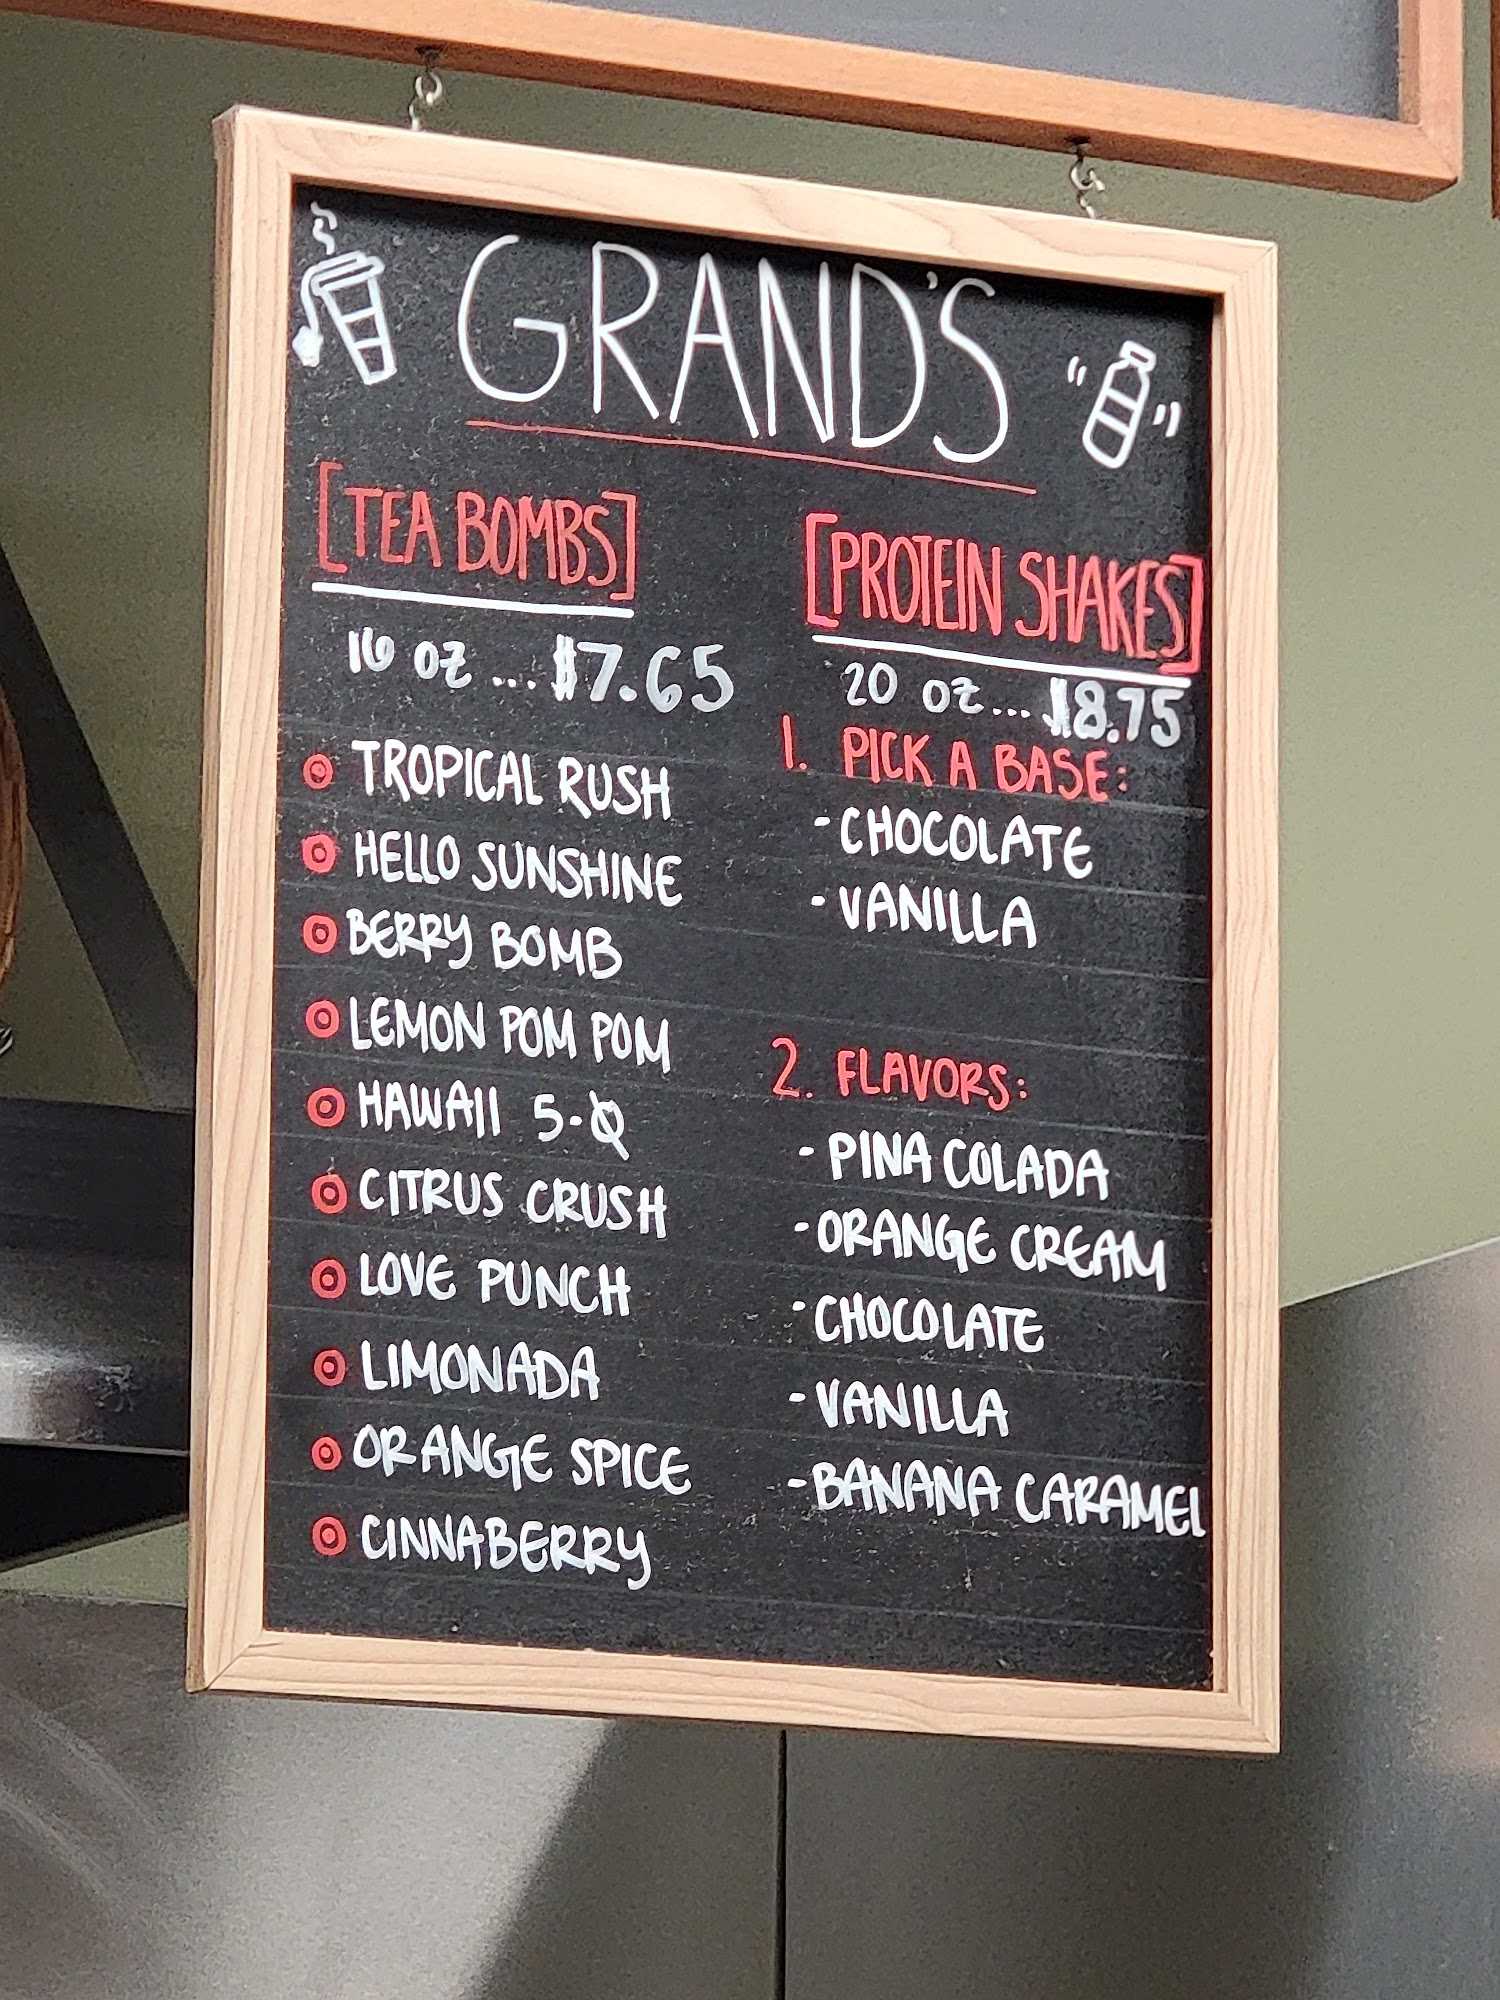 GRAND'S
[TEA BOMBS]
16 OZ ... $7.65
TROPICAL RUSH
HELLO SUNSHINE
BERRY BOMB
LEMON POM POM
HAWAII 5-0
CITRUS CRUSH
LOVE PUNCH
LIMONADA
ORANGE SPICE
CINNABERRY
[PROTEIN SHAKES]
20 OZ... $8.75
1. PICK A BASE:
- CHOCOLATE
- VANILLA
2. FLAVORS:
- PINA COLADA
- ORANGE CREAM
- CHOCOLATE
- VANILLA
- BANANA CARAMEL